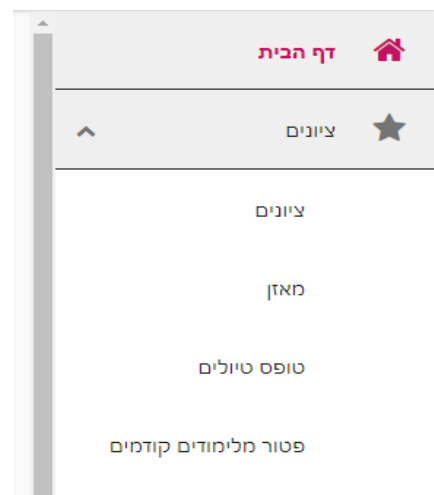 דף הבית
ציונים
ציונים
מאזן
טופס טיולים
פטור מלימודים קודמים